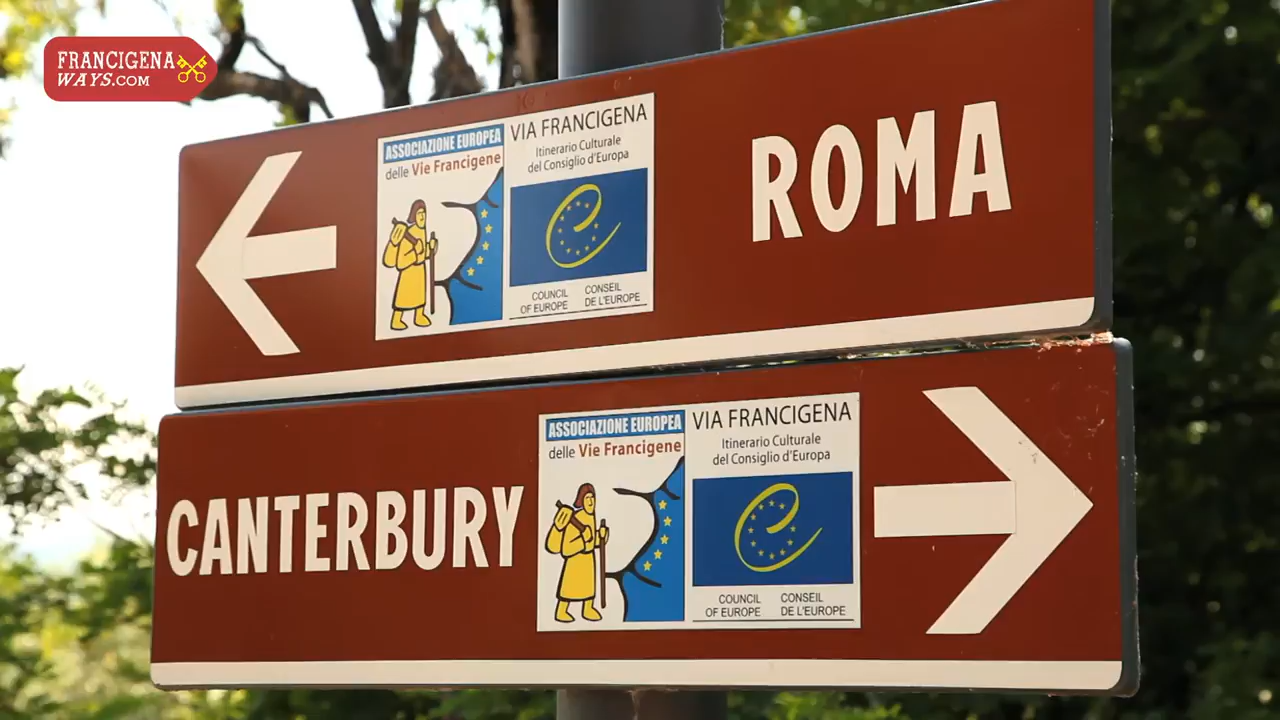 FRANCIGENA
WAYS.COM
ASSOCIAZIONE EUROPEA
delle Vie Francigene
VIA FRANCIGENA
Itinerario Culturale
del Consiglio d'Europa
COUNCIL
OF EUROPE
CONSEIL
DE L'EUROPE
ROMA
CANTERBURY
ASSOCIAZIONE EUROPEA
delle Vie Francigene
VIA FRANCIGENA
Itinerario Culturale
del Consiglio d'Europa
COUNCIL
OF EUROPE
CONSEIL
DE L'EUROPE